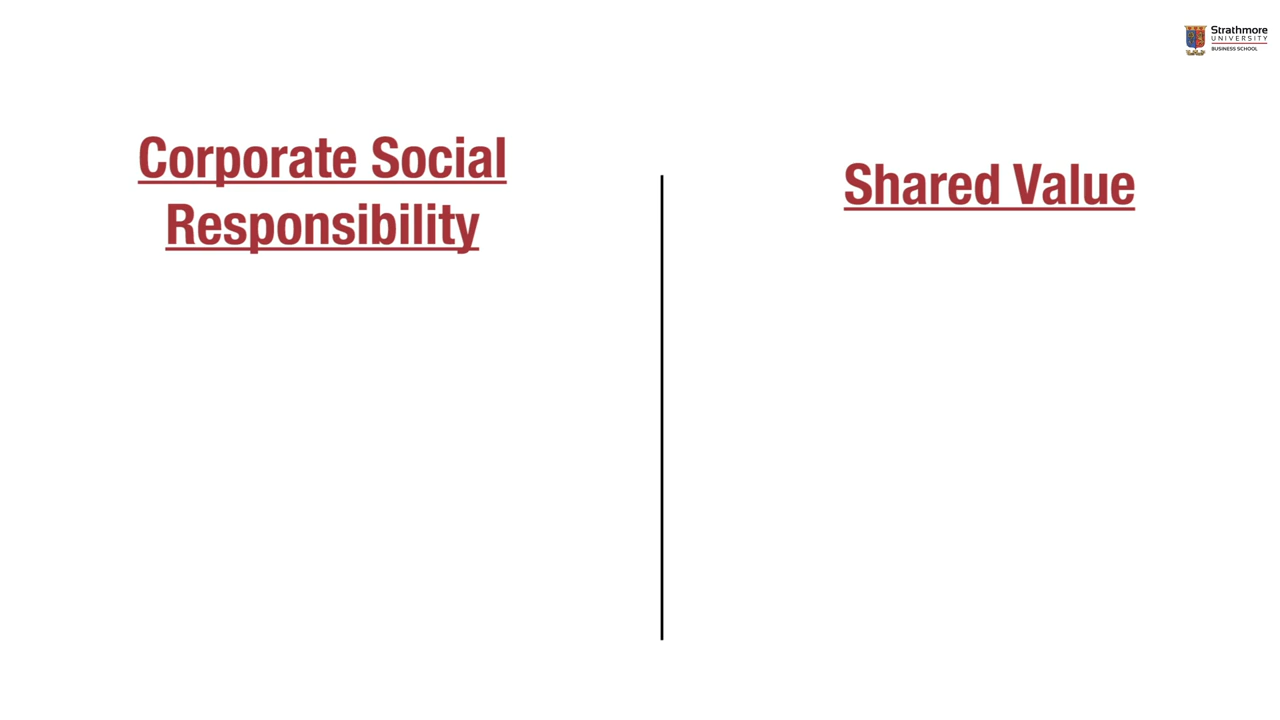 Strathmore
UNIVERSITY
BUSINESS SCHOOL
Corporate Social
Responsibility
Shared Value